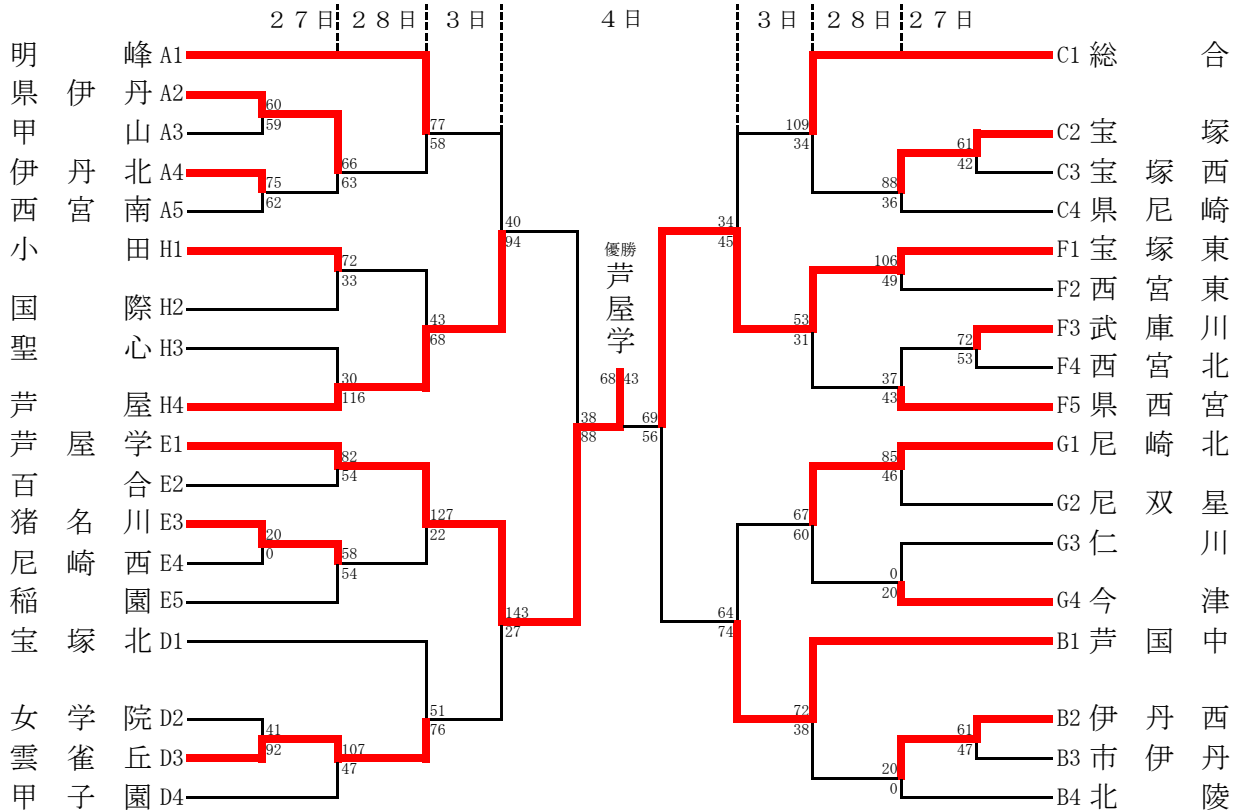 ２７日 ２８日 ３日 ４日 ３日 ２８日 ２７日
明峰 A1
県伊丹 A2
60
59
甲山 A3
77
58
伊丹北 A4
66
63
75
62
西宮南 A5
40
94
小田 H1
72
33
国際 H2
43
68
聖心 H3
30
116
芦屋 H4
芦屋学 E1
82
54
百合 E2
猪名川 E3
127
22
20
0
尼崎西 E4
58
54
稲園 E5
143
27
宝塚北 D1
女学院 D2
51
76
41
92
雲雀丘 D3
107
47
甲子園 D4
38
88
優勝
芦屋学
68 43
69
56
C1 総合
109
34
C2 宝塚
61
42
C3 宝塚西
88
36
C4 県尼崎
34
45
F1 宝塚東
106
49
F2 西宮東
53
31
F3 武庫川
72
53
F4 西宮北
37
43
F5 県西宮
G1 尼崎北
85
46
G2 尼双星
67
60
G3 仁川
0
20
G4 今津
64
74
B1 芦国中
72
38
B2 伊丹西
61
47
B3 市伊丹
20
0
B4 北陵